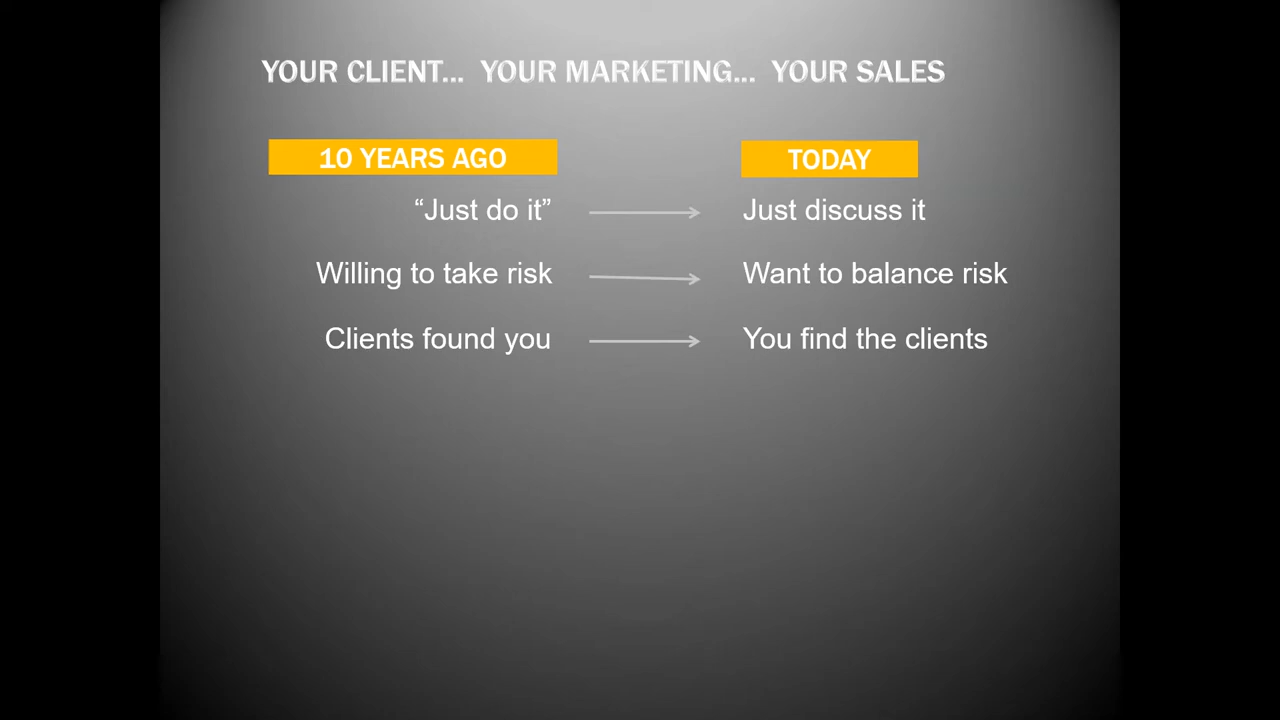 YOUR CLIENT... YOUR MARKETING... YOUR SALES
10 YEARS AGO
TODAY
“Just do it”
Just discuss it
Willing to take risk
Want to balance risk
Clients found you
You find the clients